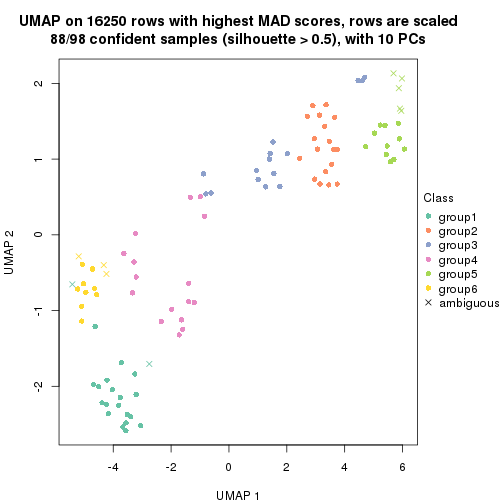 UMAP on 16250 rows with highest MAD scores, rows are scaled
88/98 confident samples (silhouette > 0.5), with 10 PCs
2
1
0
-1
-2
UMAP 2
-4
-2
0
2
4
6
UMAP 1
Class
group1
group2
group3
group4
group5
group6
ambiguous